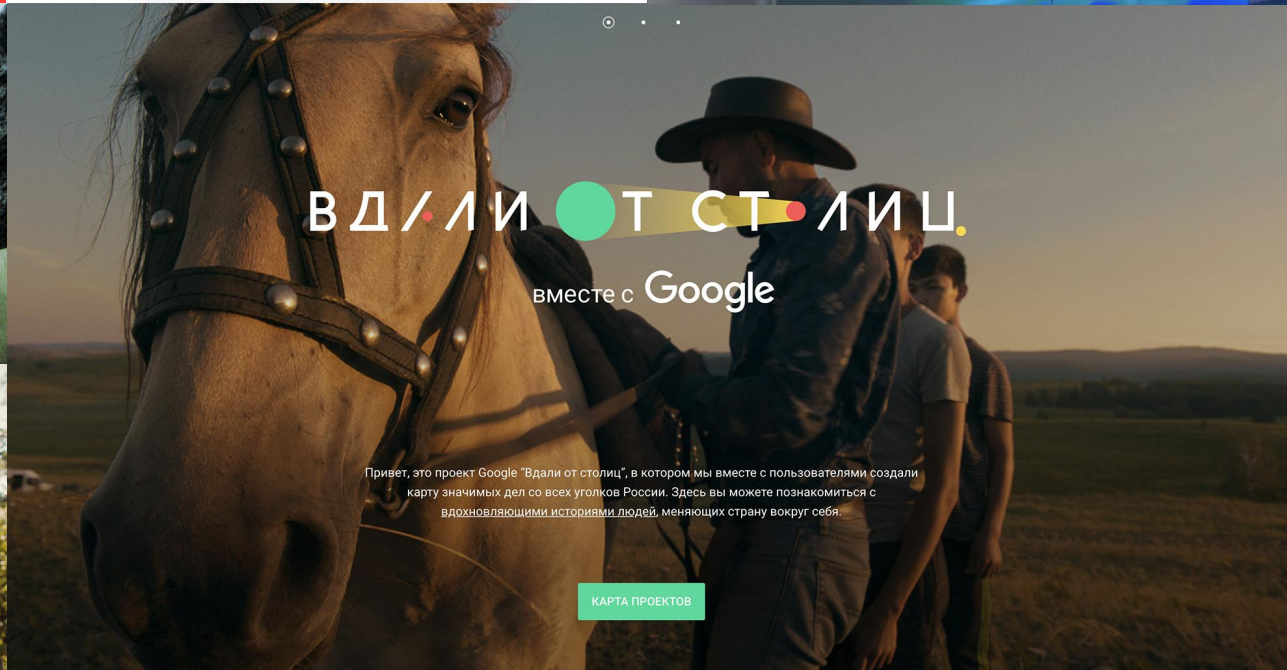 ВДАЛИ ОТ СТОЛИЦ.
вместе с Google
Привет, это проект Google “Вдали от столиц”, в котором мы вместе с пользователями создали
карту значимых дел со всех уголков России. Здесь вы можете познакомиться с
вдохновляющими историями людей, меняющих страну вокруг себя.
КАРТА ПРОЕКТОВ